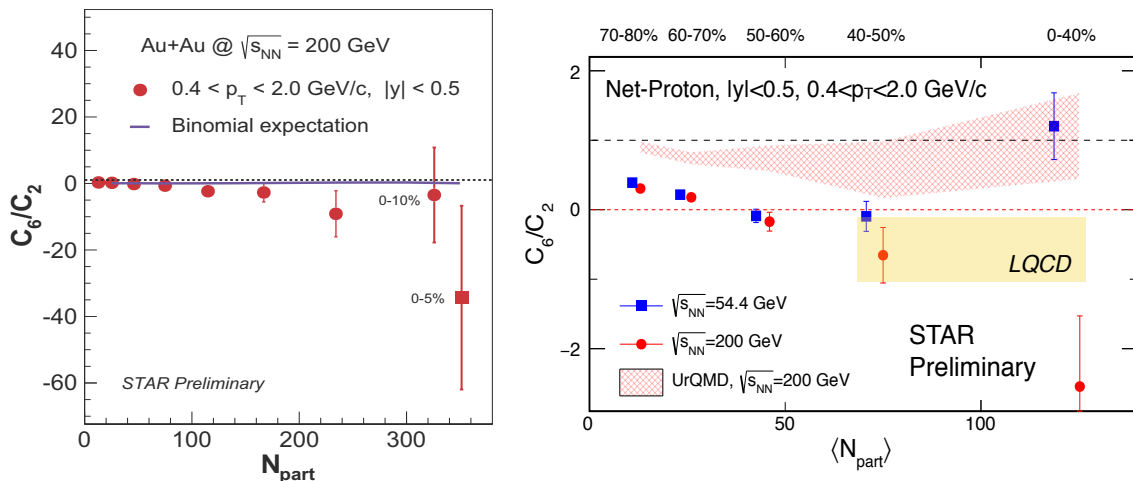 40
20
0
-20
-40
-60
C₆/C₂
Au+Au @ √sNN = 200 GeV
0.4 < pT < 2.0 GeV/c, |y| < 0.5
Binomial expectation
0-10%
0-5%
STAR Preliminary
0 100 200 300
Npart
70-80% 60-70% 50-60% 40-50% 0-40%
2
1
0
−2
C₆/C₂
Net-Proton, |y|<0.5, 0.4<pT<2.0 GeV/c
LQCD
√sNN=54.4 GeV
√sNN=200 GeV
UrQMD, √sNN=200 GeV
STAR
Preliminary
0 50 100
⟨Npart⟩